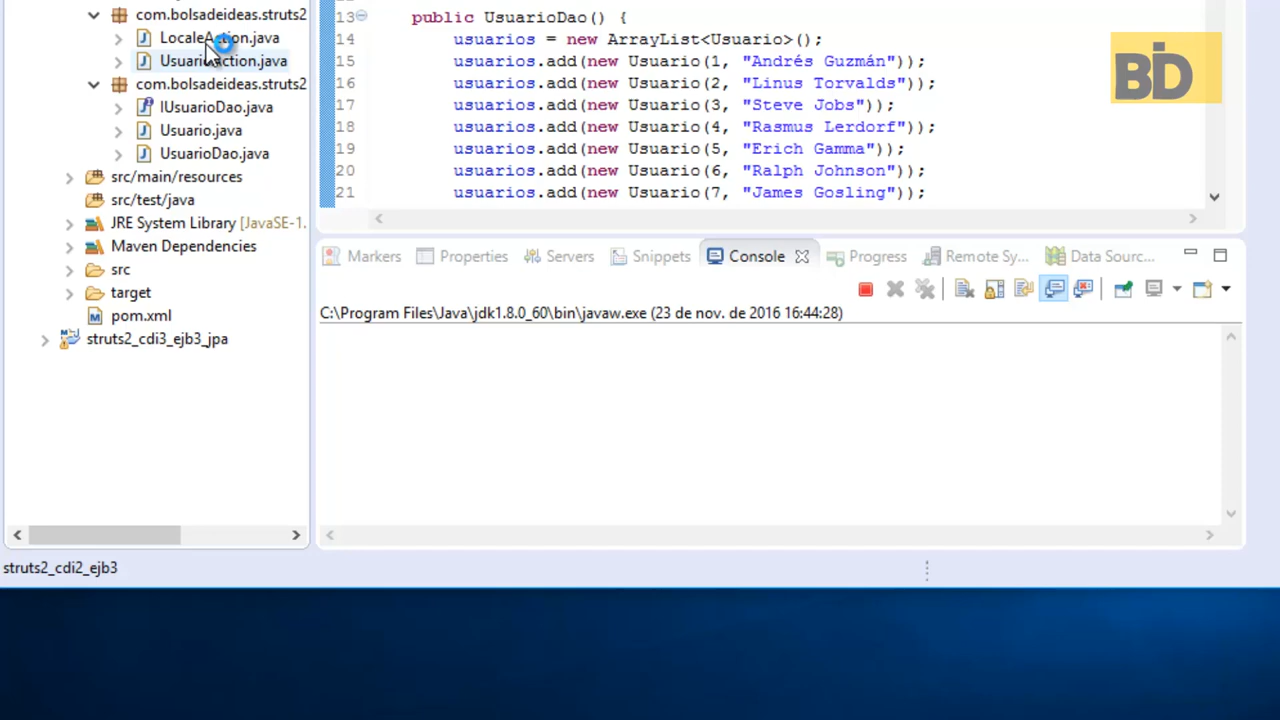 com.bolsadeideas.struts2
LocaleAction.java
UsuarioAction.java
com.bolsadeideas.struts2
IUsuarioDao.java
Usuario.java
UsuarioDao.java
src/main/resources
src/test/java
JRE System Library [JavaSE-1.
Maven Dependencies
src
target
pom.xml
struts2_cdi3_ejb3_jpa
13 public UsuarioDao() {
14 usuarios = new ArrayList<Usuario>();
15 usuarios.add(new Usuario(1, "Andrés Guzmán"));
16 usuarios.add(new Usuario(2, "Linus Torvalds"));
17 usuarios.add(new Usuario(3, "Steve Jobs"));
18 usuarios.add(new Usuario(4, "Rasmus Lerdorf"));
19 usuarios.add(new Usuario(5, "Erich Gamma"));
20 usuarios.add(new Usuario(6, "Ralph Johnson"));
21 usuarios.add(new Usuario(7, "James Gosling"));
BiD
Markers Properties Servers Snippets Console Progress Remote Sy... Data Sourc...
C:\Program Files\Java\jdk1.8.0_60\bin\javaw.exe (23 de nov. de 2016 16:44:28)
struts2_cdi2_ejb3